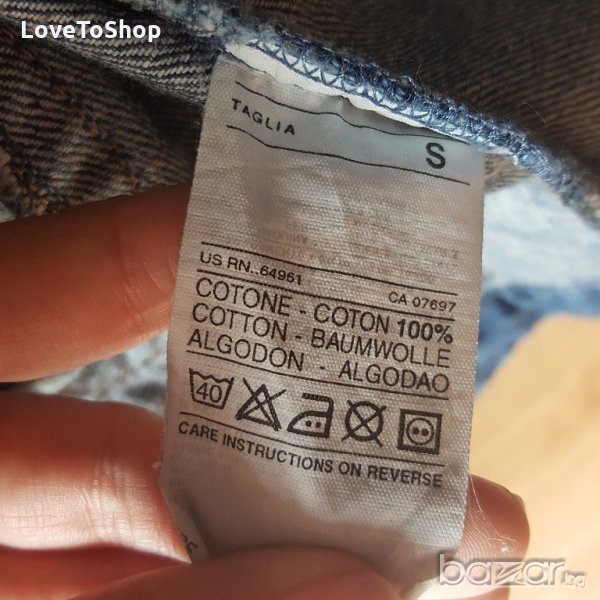 LoveToShop
TAGLIA
S
US RN. 64961
CA 07697
COTONE - COTON 100%
COTTON - BAUMWOLLE
ALGODON - ALGODAO
40
CARE INSTRUCTIONS ON REVERSE
bazar.bg